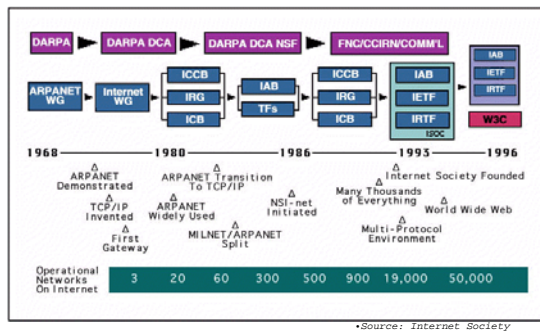 DARPA DARPA DCA DARPA DCA NSF FNC/CCIRN/COMM'L
ARPANET WG
Internet WG
ICCB
IRG
ICB
IAB
TFs
ICCB
IRG
ICB
IAB
IETF
IRTF
ISOC
IAB
IETF
IRTF
W3C
1968 1980 1986 1993 1996
ARPANET
Demonstrated
TCP/IP
Invented
First
Gateway
ARPANET Transition
To TCP/IP
ARPANET
Widely Used
MILNET/ARPANET
Split
NSI-net
Initiated
Internet Society Founded
Many Thousands
of Everything
World Wide Web
Multi-Protocol
Environment
Operational
Networks
On Internet
3 20 60 300 500 900 19,000 50,000
•Source: Internet Society